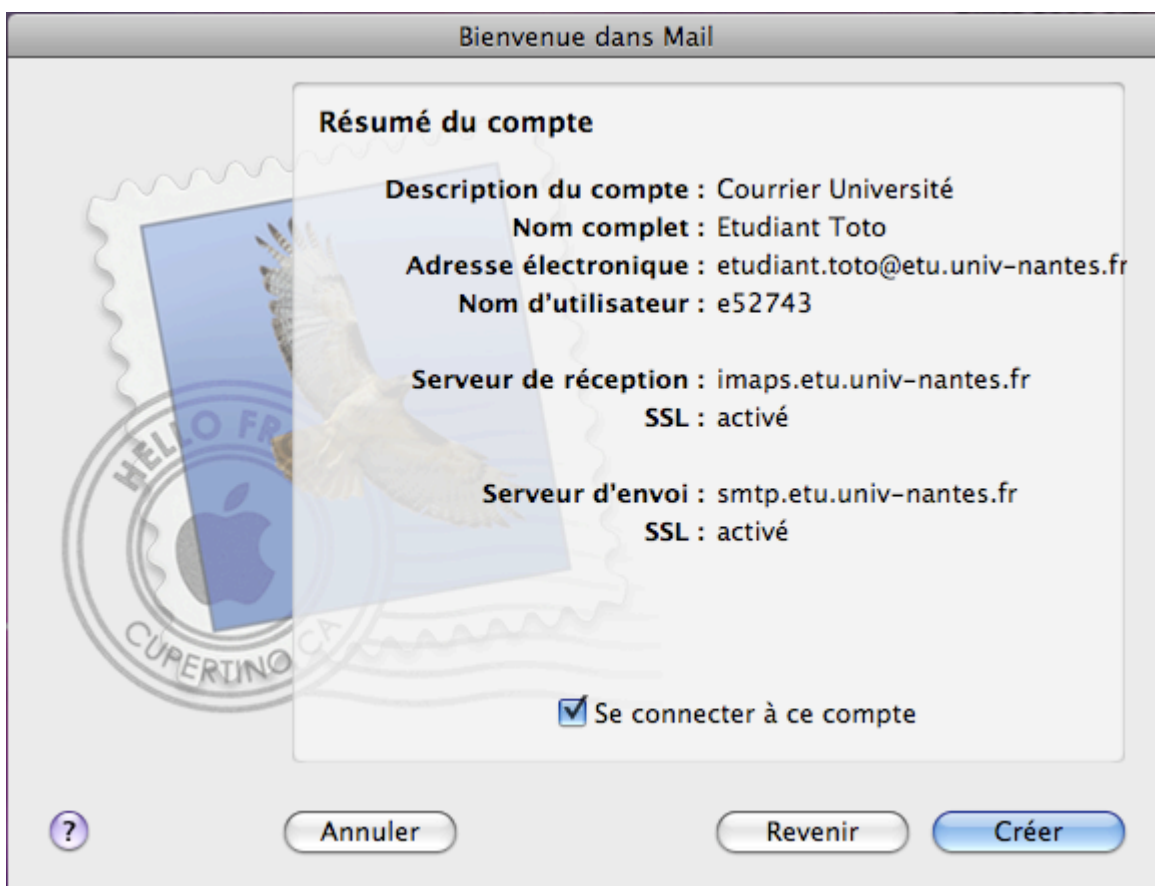 Bienvenue dans Mail
Résumé du compte
Description du compte : Courrier Université
Nom complet : Etudiant Toto
Adresse électronique : etudiant.toto@etu.univ-nantes.fr
Nom d'utilisateur : e52743
Serveur de réception : imaps.etu.univ-nantes.fr
SSL : activé
Serveur d'envoi : smtp.etu.univ-nantes.fr
SSL : activé
HELLO FR
CUPERTINO CA
Se connecter à ce compte
?
Annuler
Revenir
Créer